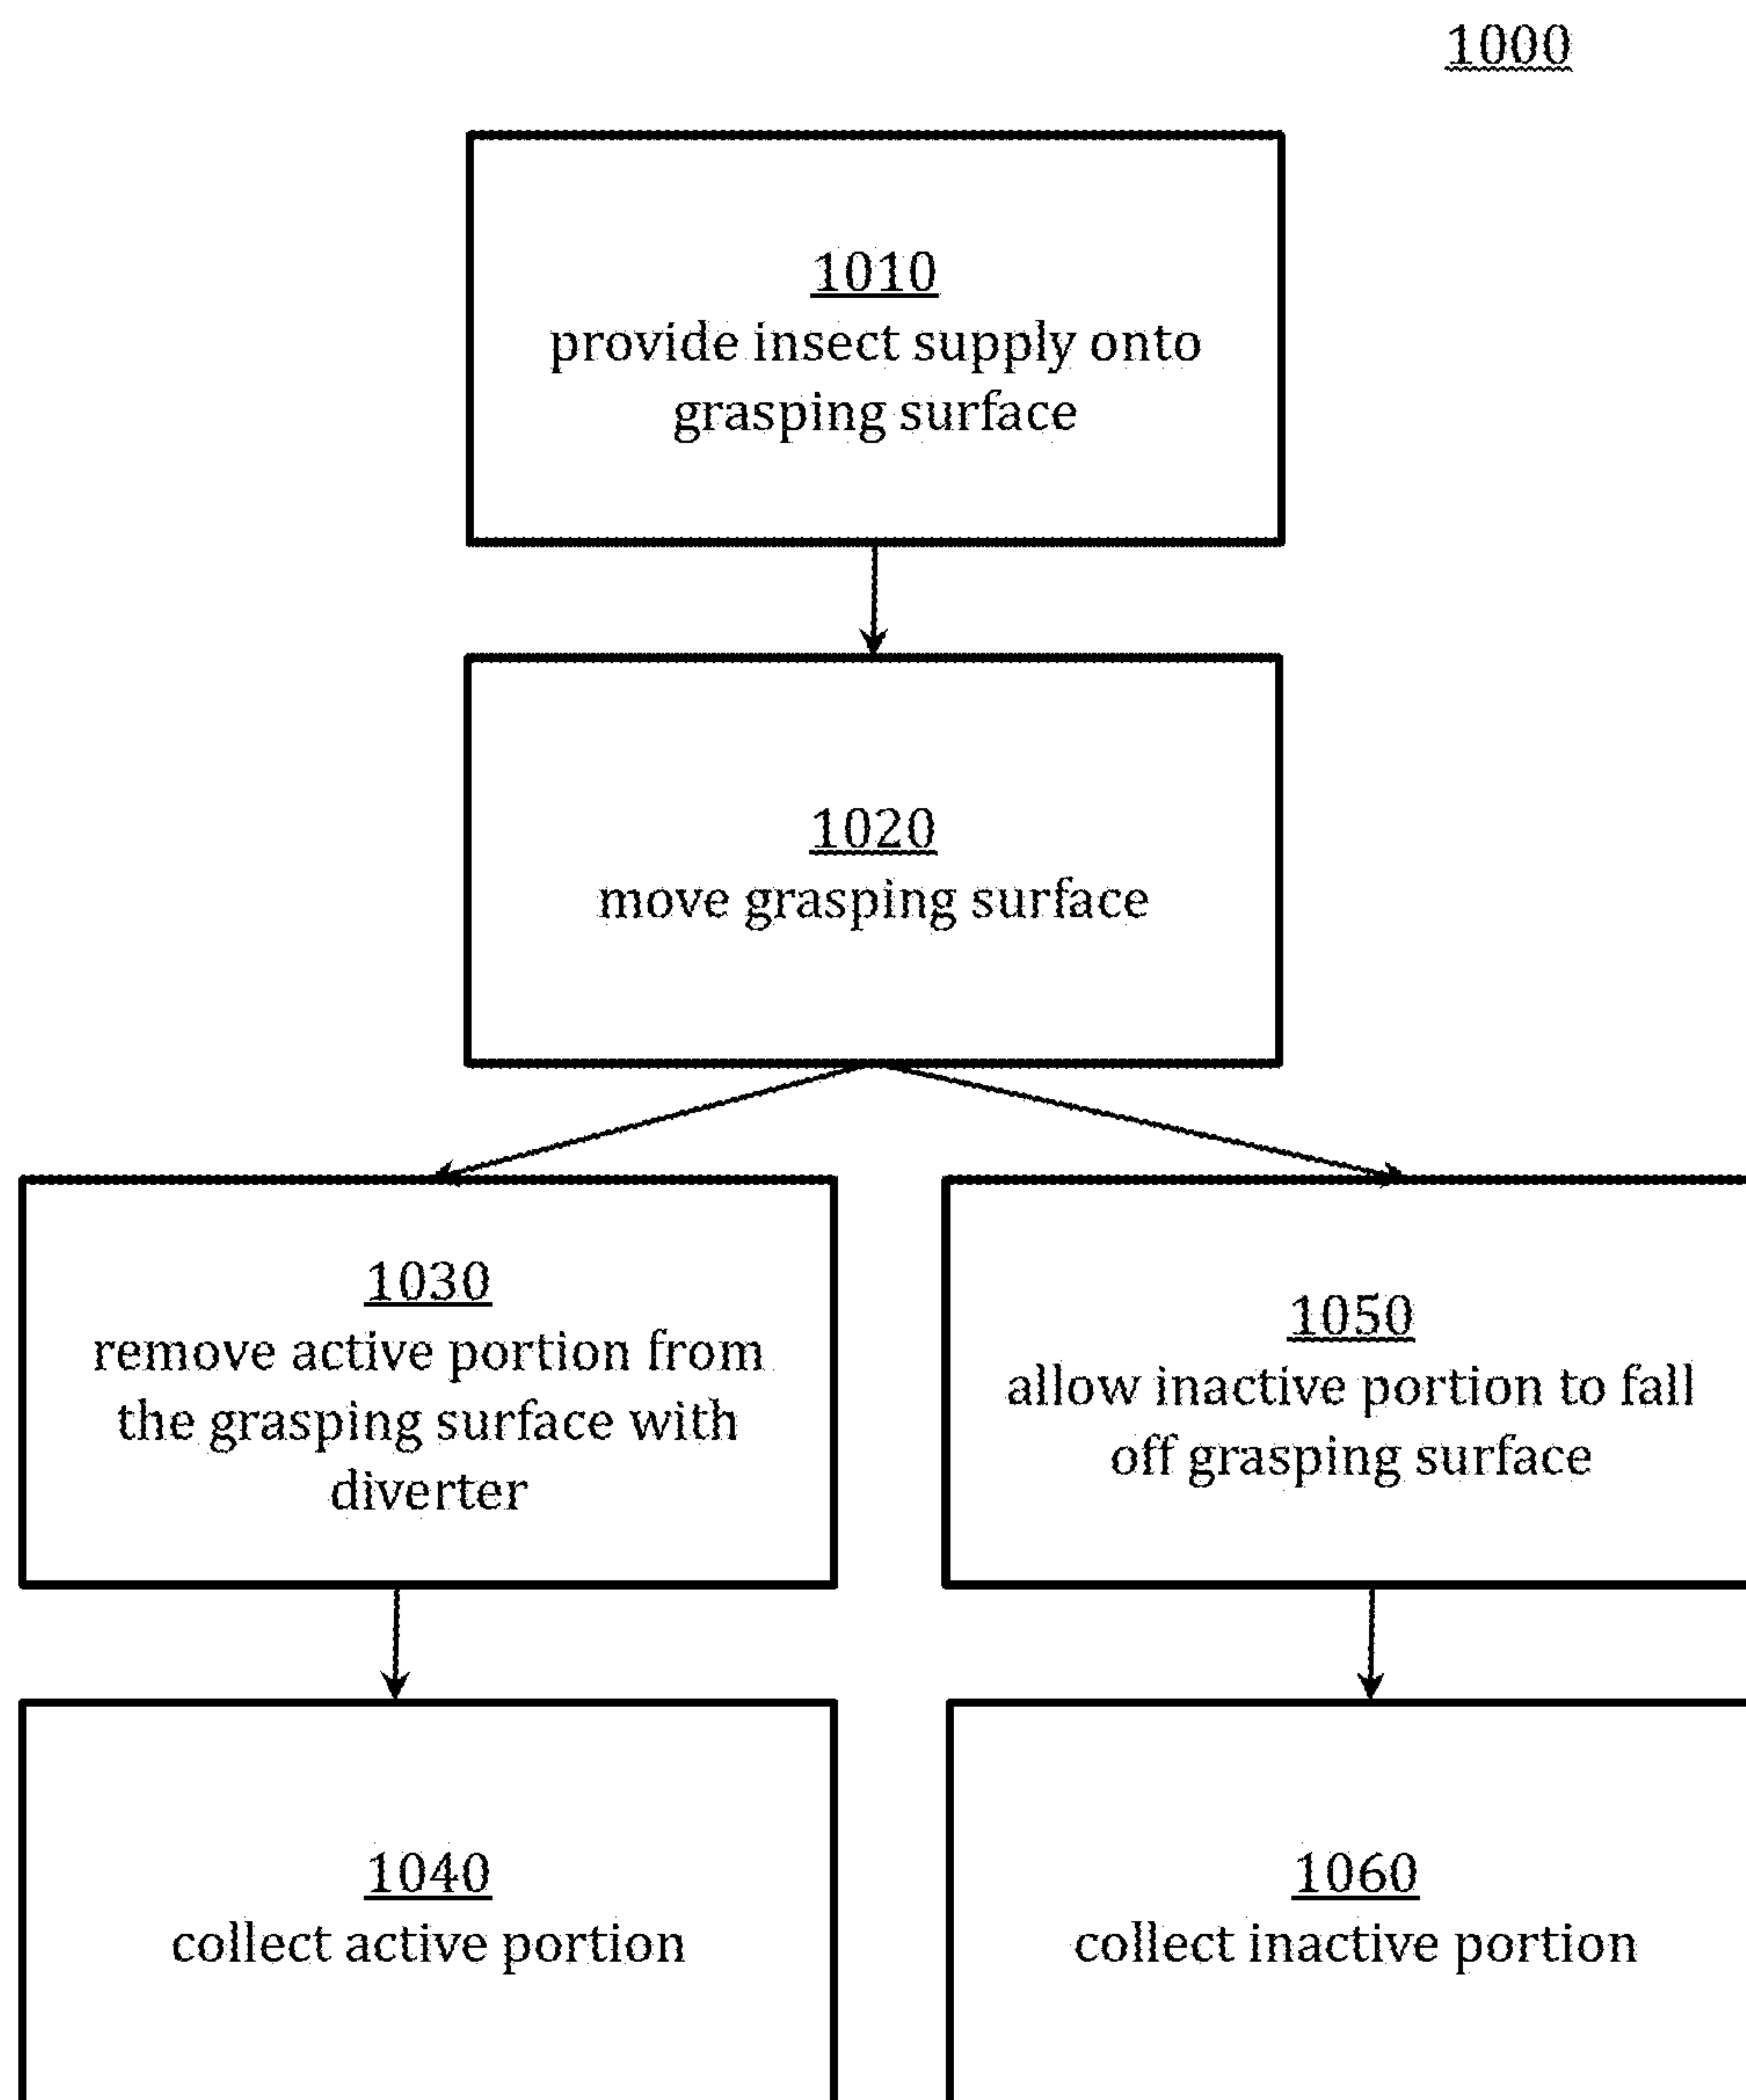 1000
1010
provide insect supply onto
grasping surface
1020
move grasping surface
1030
remove active portion from
the grasping surface with
diverter
1050
allow inactive portion to fall
off grasping surface
1040
collect active portion
1060
collect inactive portion